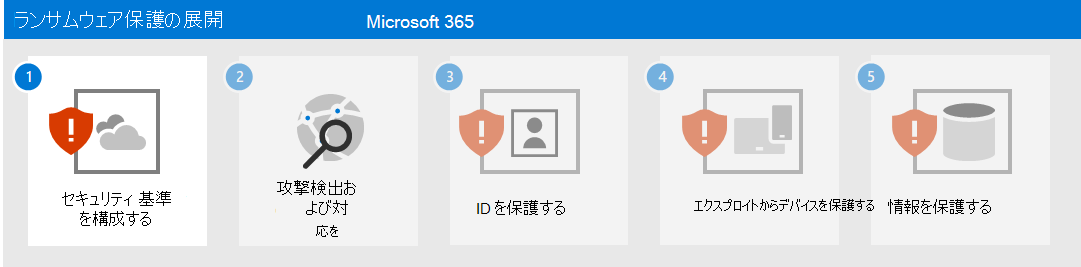 ランサムウェア保護の展開
Microsoft 365
1
2
3
4
5
セキュリティ 基準
を構成する
攻撃検出お
よび対
応を
IDを保護する
エクスプロイトからデバイスを保護する
情報を保護する